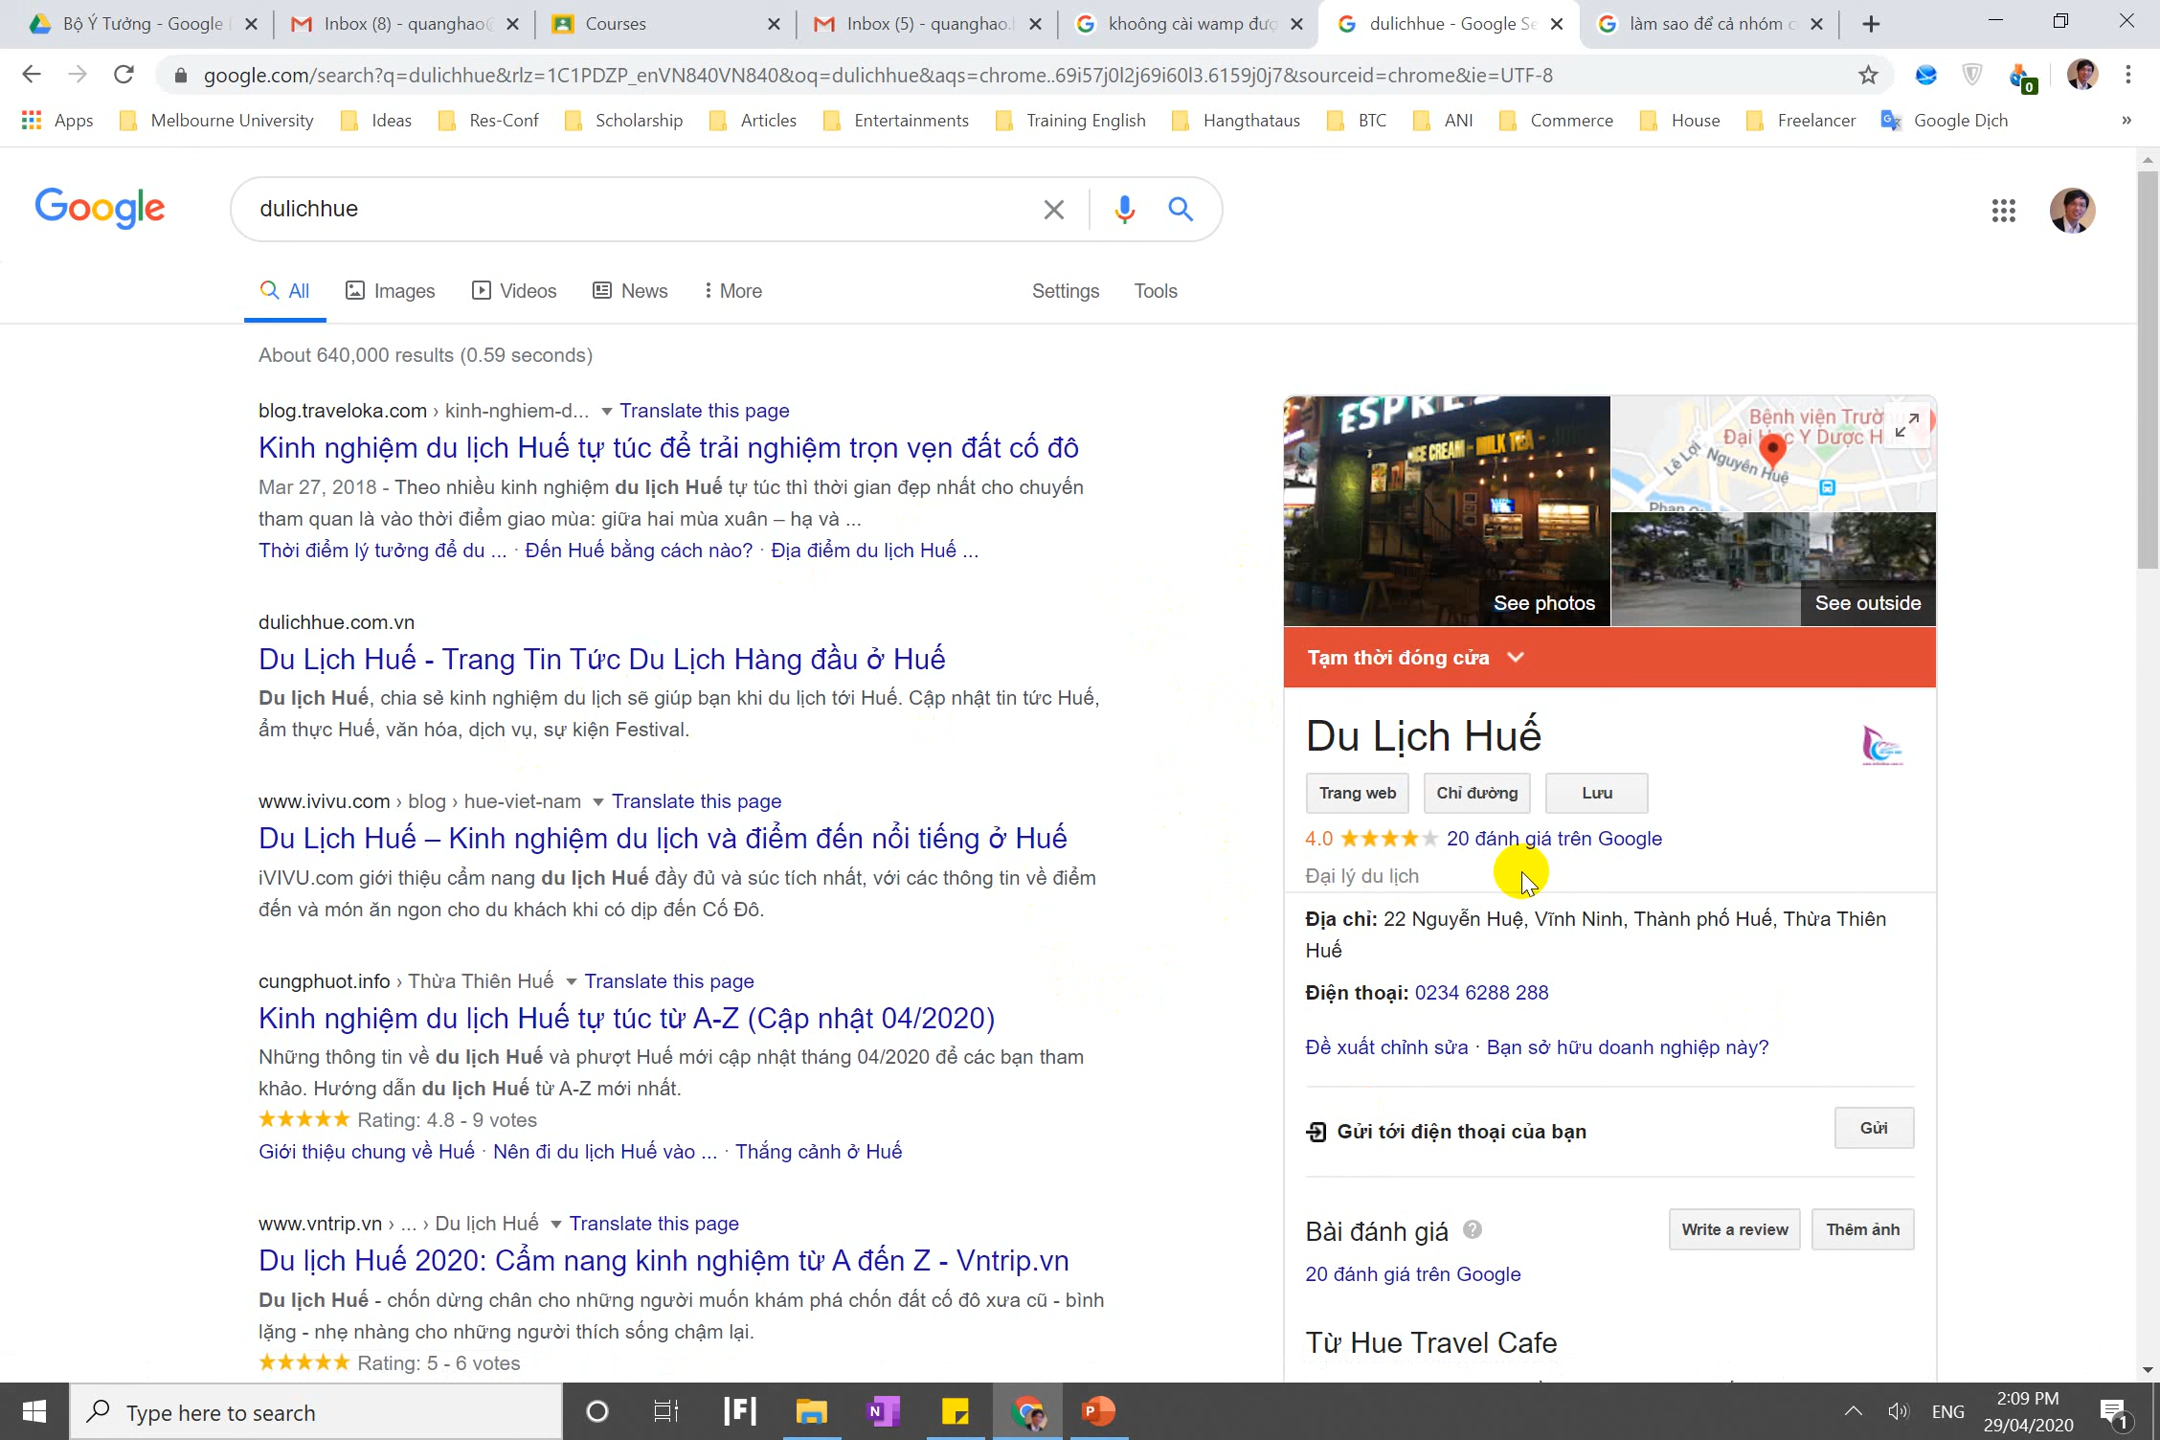 Bộ Ý Tưởng - Google
Inbox (8) - quanghao
Courses
Inbox (5) - quanghao.
khoông cài wamp đượ
dulichhue - Google Se
làm sao để cả nhóm c
google.com/search?q=dulichhue&rlz=1C1PDZP_enVN840VN840&oq=dulichhue&aqs=chrome..69i57j0l2j69i60l3.6159j0j7&sourceid=chrome&ie=UTF-8
0
Apps
Melbourne University
Ideas
Res-Conf
Scholarship
Articles
Entertainments
Training English
Hangthataus
BTC
ANI
Commerce
House
Freelancer
Google Dịch
»
Google
dulichhue
All
Images
Videos
News
More
Settings
Tools
About 640,000 results (0.59 seconds)
blog.traveloka.com › kinh-nghiem-d... Translate this page
Kinh nghiệm du lịch Huế tự túc để trải nghiệm trọn vẹn đất cố đô
Mar 27, 2018 - Theo nhiều kinh nghiệm du lịch Huế tự túc thì thời gian đẹp nhất cho chuyến
tham quan là vào thời điểm giao mùa: giữa hai mùa xuân – hạ và ...
Thời điểm lý tưởng để du ... · Đến Huế bằng cách nào? · Địa điểm du lịch Huế ...
dulichhue.com.vn
Du Lịch Huế - Trang Tin Tức Du Lịch Hàng đầu ở Huế
Du lịch Huế, chia sẻ kinh nghiệm du lịch sẽ giúp bạn khi du lịch tới Huế. Cập nhật tin tức Huế,
ẩm thực Huế, văn hóa, dịch vụ, sự kiện Festival.
www.ivivu.com › blog › hue-viet-nam Translate this page
Du Lịch Huế – Kinh nghiệm du lịch và điểm đến nổi tiếng ở Huế
iVIVU.com giới thiệu cẩm nang du lịch Huế đầy đủ và súc tích nhất, với các thông tin về điểm
đến và món ăn ngon cho du khách khi có dịp đến Cố Đô.
cungphuot.info › Thừa Thiên Huế Translate this page
Kinh nghiệm du lịch Huế tự túc từ A-Z (Cập nhật 04/2020)
Những thông tin về du lịch Huế và phượt Huế mới cập nhật tháng 04/2020 để các bạn tham
khảo. Hướng dẫn du lịch Huế từ A-Z mới nhất.
Rating: 4.8 - 9 votes
Giới thiệu chung về Huế · Nên đi du lịch Huế vào ... · Thắng cảnh ở Huế
www.vntrip.vn › ... › Du lịch Huế Translate this page
Du lịch Huế 2020: Cẩm nang kinh nghiệm từ A đến Z - Vntrip.vn
Du lịch Huế - chốn dừng chân cho những người muốn khám phá chốn đất cố đô xưa cũ - bình
lặng - nhẹ nhàng cho những người thích sống chậm lại.
Rating: 5 - 6 votes
ICE CREAM - MILK TEA -
See photos
Bệnh viện Trườ
Đại Học Y Dược H
Lê Lợi
Nguyễn Huệ
See outside
Tạm thời đóng cửa
Du Lịch Huế
Trang web
Chỉ đường
Lưu
4.0 20 đánh giá trên Google
Đại lý du lịch
Địa chỉ: 22 Nguyễn Huệ, Vĩnh Ninh, Thành phố Huế, Thừa Thiên
Huế
Điện thoại: 0234 6288 288
Đề xuất chỉnh sửa · Bạn sở hữu doanh nghiệp này?
Gửi tới điện thoại của bạn
Gửi
Bài đánh giá
Write a review
Thêm ảnh
20 đánh giá trên Google
Từ Hue Travel Cafe
Type here to search
|F|
N
P
ENG
2:09 PM
29/04/2020
1